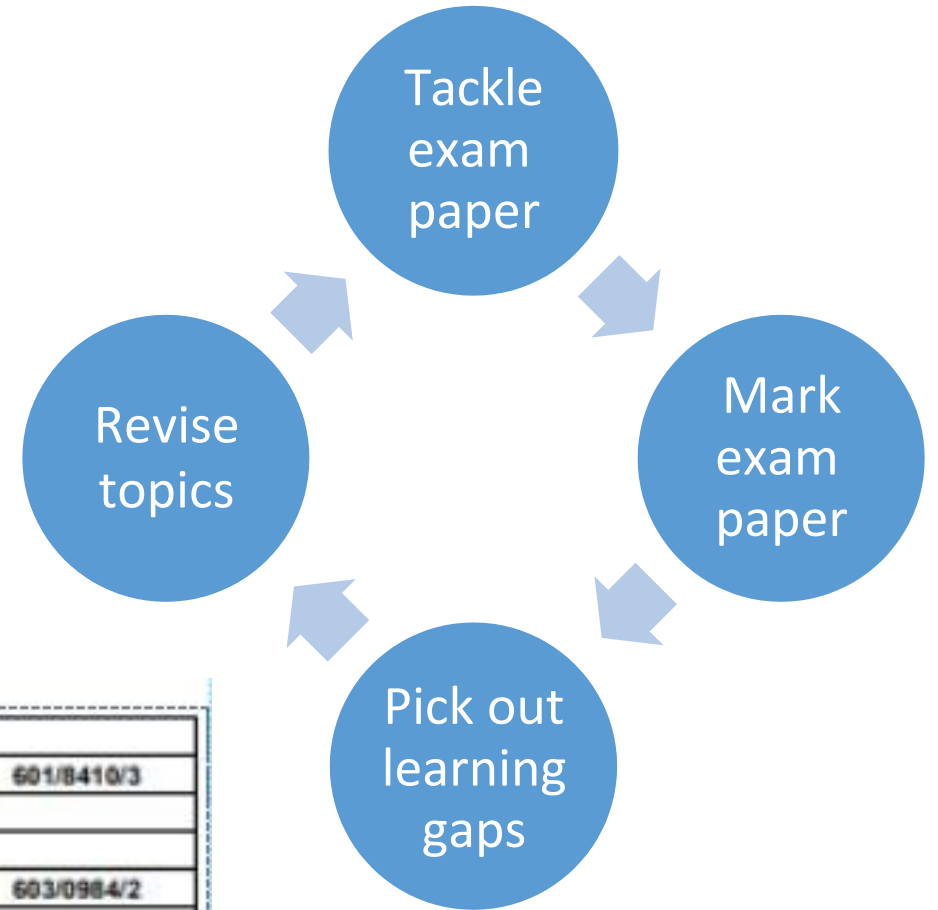 Tackle
exam
paper
Mark
exam
paper
Pick out
learning
gaps
Revise
topics
601/8410/3
603/0984/2